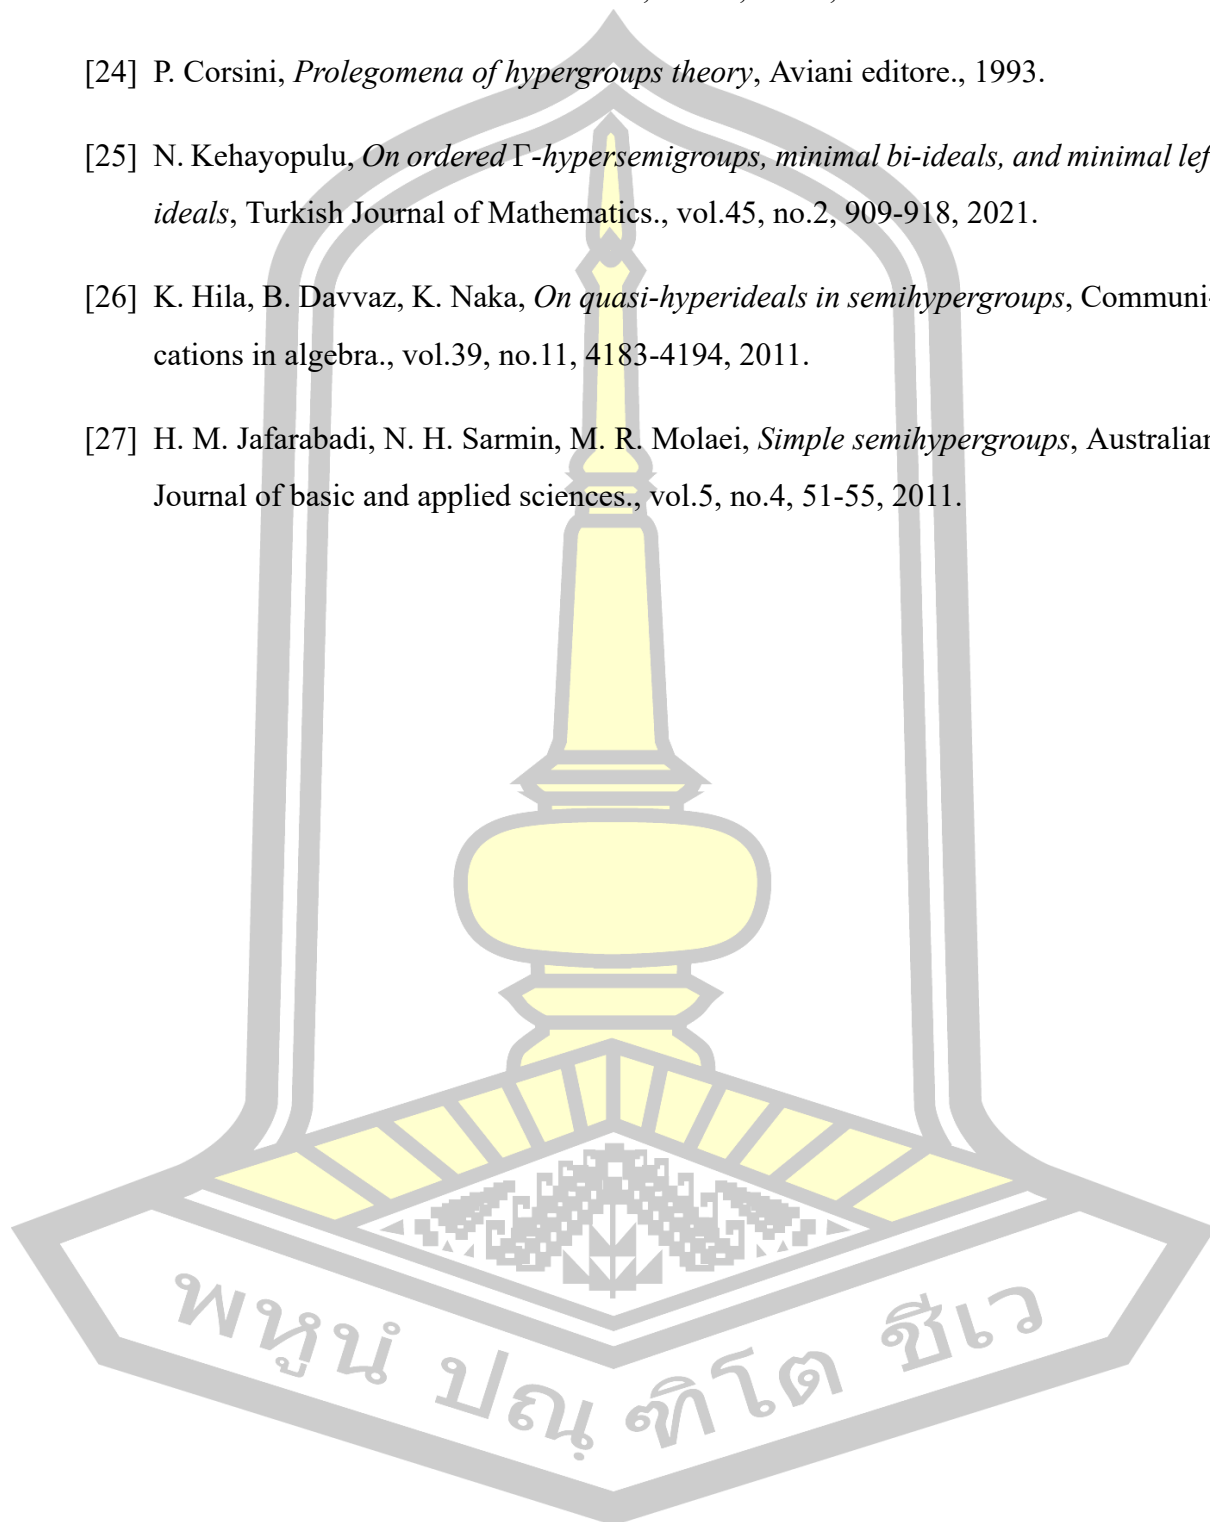 [24] P. Corsini, Prolegomena of hypergroups theory, Aviani editore., 1993.
[25] N. Kehayopulu, On ordered Γ-hypersemigroups, minimal bi-ideals, and minimal lef
ideals, Turkish Journal of Mathematics., vol.45, no.2, 909-918, 2021.
[26] K. Hila, B. Davvaz, K. Naka, On quasi-hyperideals in semihypergroups, Communi-
cations in algebra., vol.39, no.11, 4183-4194, 2011.
[27] H. M. Jafarabadi, N. H. Sarmin, M. R. Molaei, Simple semihypergroups, Australian
Journal of basic and applied sciences., vol.5, no.4, 51-55, 2011.
พหูนํ ปณฺฑิโต ชีเว